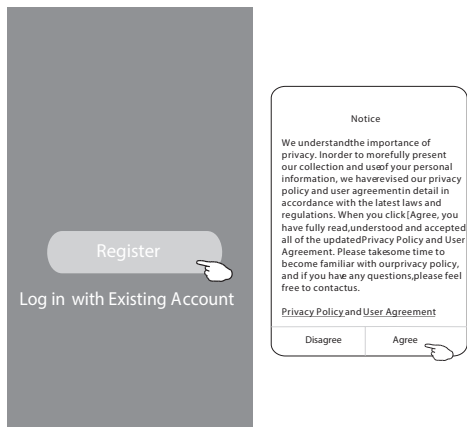 Register
Log in with Existing Account
Notice
We understandthe importance of
privacy. Inorder to morefully present
our collection and useof your personal
information, we haverevised our privacy
policy and user agreementin detail in
accordance with the latest laws and
regulations. When you click[Agree, you
have fully read,understood and accepted
all of the updatedPrivacy Policy and User
Agreement. Please takesome time to
become familiar with ourprivacy policy,
and if you have any questions,please feel
free to contactus.
Privacy Policy and User Agreement
Disagree Agree